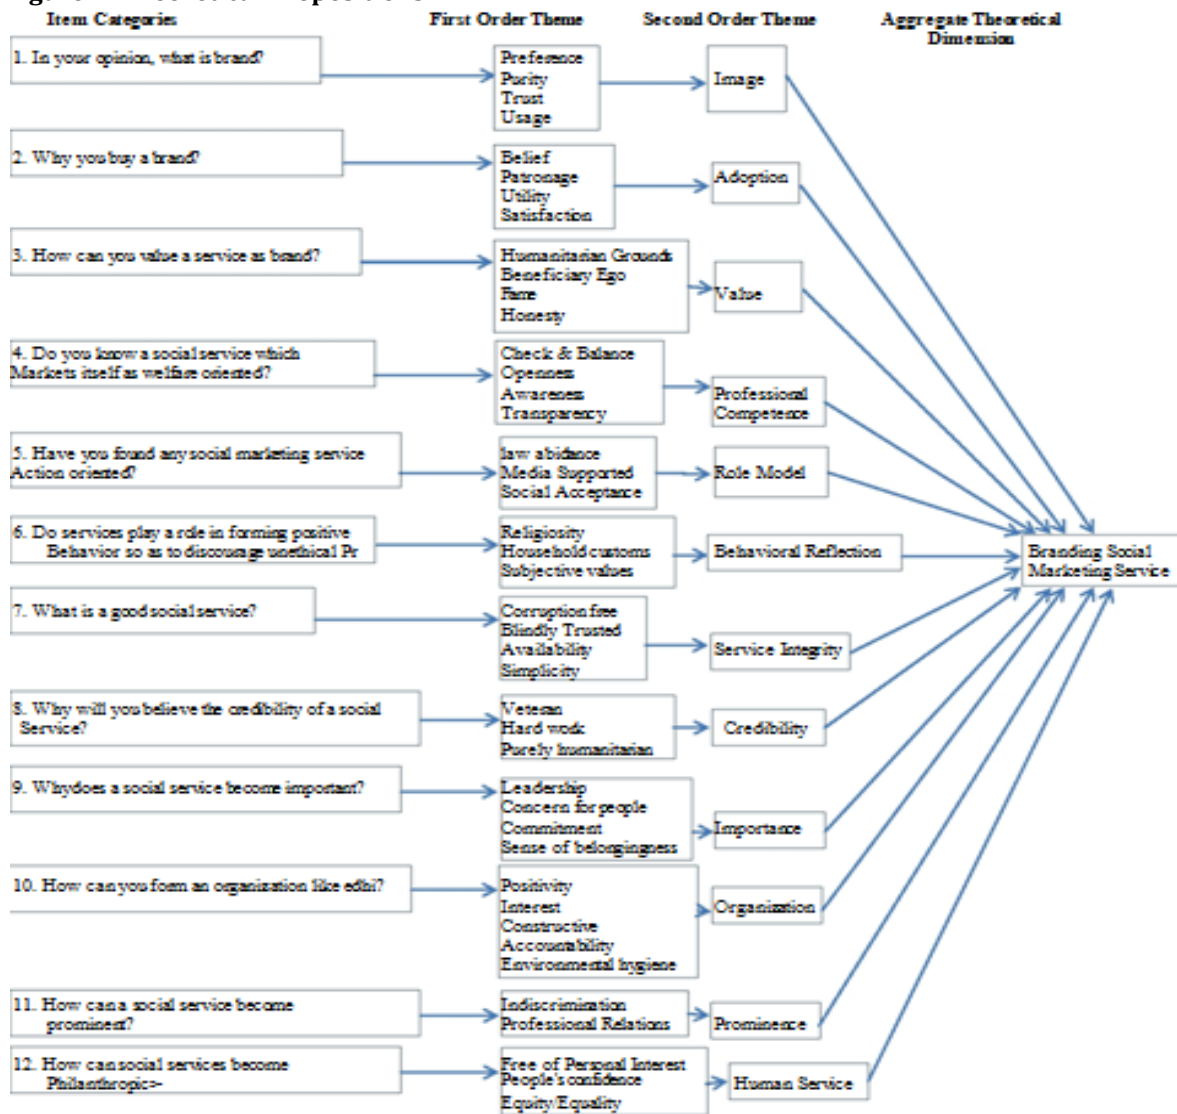 Item Categories
First Order Theme
Second Order Theme
Aggregate Theoretical
Dimension
1. In your opinion, what is brand?
Preference
Purity
Trust
Usage
Image
2. Why you buy a brand?
Belief
Patronage
Utility
Satisfaction
Adoption
3. How can you value a service as brand?
Humanitarian Grounds
Beneficiary Ego
Fame
Honesty
Value
4. Do you know a social service which
Markets itself as welfare oriented?
Check & Balance
Openness
Awareness
Transparency
Professional
Competence
5. Have you found any social marketing service
Action oriented?
law abidance
Media Supported
Social Acceptance
Role Model
6. Do services play a role in forming positive
Behavior so as to discourage unethical Pr
Religiosity
Household customs
Subjective values
Behavioral Reflection
Branding Social
Marketing Service
7. What is a good social service?
Corruption free
Blindly Trusted
Availability
Simplicity
Service Integrity
8. Why will you believe the credibility of a social
Service?
Veteran
Hard work
Purely humanitarian
Credibility
9. Whydoes a social service become important?
Leadership
Concern for people
Commitment
Sense of belongingness
Importance
10. How can you form an organization like edhi?
Positivity
Interest
Constructive
Accountability
Environmental hygiene
Organization
11. How can a social service become
prominent?
Indiscrimination
Professional Relations
Prominence
12. How can social services become
Philanthropic:-
Free of Personal Interest
People's confidence
Equity/Equality
Human Service